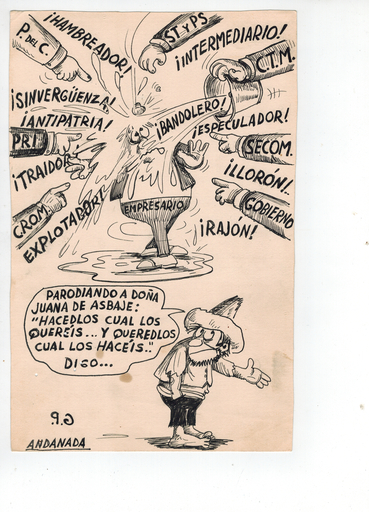 P. DEL C.
¡HAMBREADOR!
ST y PS
¡INTERMEDIARIO!
C.T.M.
¡SINVERGÜENZA!
¡BANDOLERO!
¡ANTIPATRIA!
¡ESPECULADOR!
PRI
SECOM.
¡TRAIDOR
¡LLORÓN!..
C.R.O.M.
GOBIERNO
EXPLOTADOR!
EMPRESARIO
¡RAJÓN!
PARODIANDO A DOÑA
JUANA DE ASBAJE:
"HACEDLOS CUAL LOS
QUEREÍS... Y QUEREDLOS
CUAL LOS HACEÍS.."
DIGO...
ANDANADA